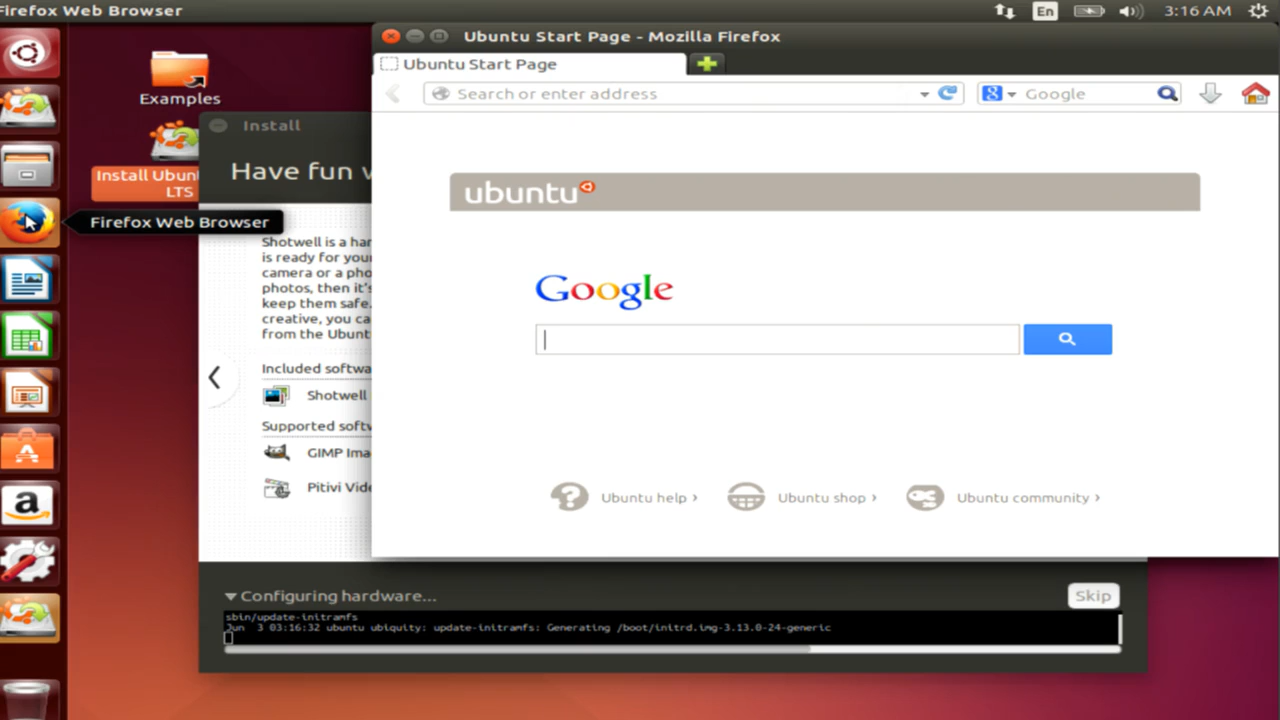 Firefox Web Browser
En
3:16 AM
Ubuntu Start Page - Mozilla Firefox
Ubuntu Start Page
Search or enter address
8
Google
Examples
Install
Have fun
Install Ubun
LTS
ubuntu
Firefox Web Browser
Shotwell is a har
is ready for your
camera or a pho
photos, then it's
keep them safe.
creative, you ca
from the Ubunt
Google
Included softwa
Shotwell
Supported softw
GIMP Ima
Pitivi Vide
a
Ubuntu help ›
Ubuntu shop ›
Ubuntu community ›
Configuring hardware...
Skip
sbin/update-initramfs
Jun 3 03:16:32 ubuntu ubiquity: update-initramfs: Generating /boot/initrd.img-3.13.0-24-generic